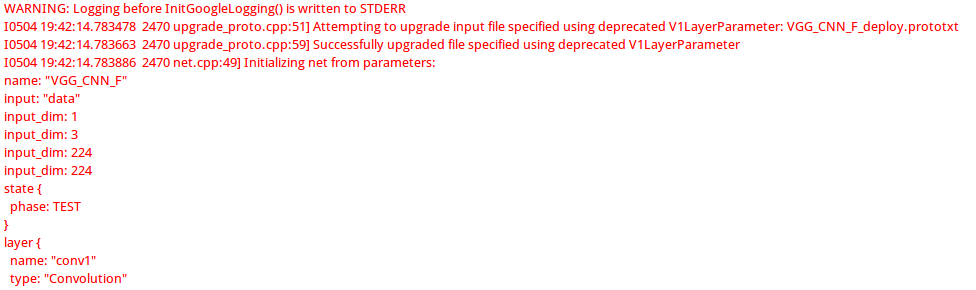 WARNING: Logging before InitGoogleLogging() is written to STDERR
I0504 19:42:14.783478  2470 upgrade_proto.cpp:51] Attempting to upgrade input file specified using deprecated V1LayerParameter: VGG_CNN_F_deploy.prototxt
I0504 19:42:14.783663  2470 upgrade_proto.cpp:59] Successfully upgraded file specified using deprecated V1LayerParameter
I0504 19:42:14.783886  2470 net.cpp:49] Initializing net from parameters:
name: "VGG_CNN_F"
input: "data"
input_dim: 1
input_dim: 3
input_dim: 224
input_dim: 224
state {
  phase: TEST
}
layer {
  name: "conv1"
  type: "Convolution"